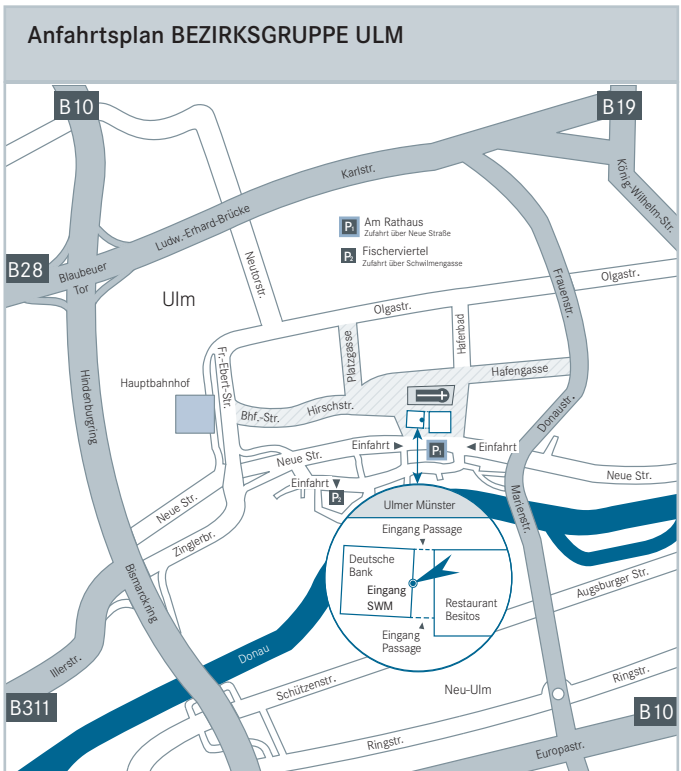 Anfahrtsplan BEZIRKSGRUPPE ULM
B10
B19
Karlstr.
König-Wilhelm-Str.
Ludw.-Erhard-Brücke
P1 Am Rathaus
Zufahrt über Neue Straße
P2 Fischerviertel
Zufahrt über Schwilmengasse
B28
Blaubeuer
Tor
Neutorstr.
Ulm
Olgastr.
Olgastr.
Frauenstr.
Platzgasse
Hafenbad
Fr.-Ebert-Str.
Hafengasse
Hauptbahnhof
Hindenburgring
Bhf.-Str.
Hirschstr.
Donaustr.
Einfahrt
P1
Einfahrt
Neue Str.
Neue Str.
Einfahrt
P2
Marienstr.
Neue Str.
Ulmer Münster
Eingang Passage
Zinglerbr.
Deutsche
Bank
Eingang
SWM
Restaurant
Besitos
Eingang
Passage
Augsburger Str.
Bismarckring
Donau
Illerstr.
Schützenstr.
Neu-Ulm
Ringstr.
B311
B10
Ringstr.
Europastr.